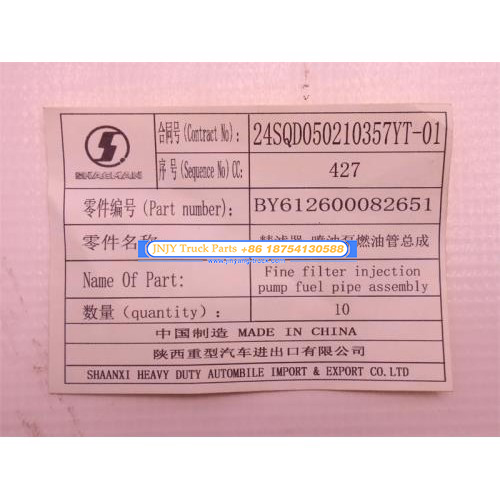 合同号(Contract No): 24SQD050210357YT-01
SHACMAN
序号(Sequence No)CC: 427
零件编号(Part number): BY612600082651
零件名称 精滤器-喷油泵燃油管总成
JNJY Truck Parts +86 18754130588
Name Of Part: Fine filter injection
pump fuel pipe assembly
数量(quantity): 10
中国制造 MADE IN CHINA
陕西重型汽车进出口有限公司
SHAANXI HEAVY DUTY AUTOMBILE IMPORT & EXPORT CO.LTD